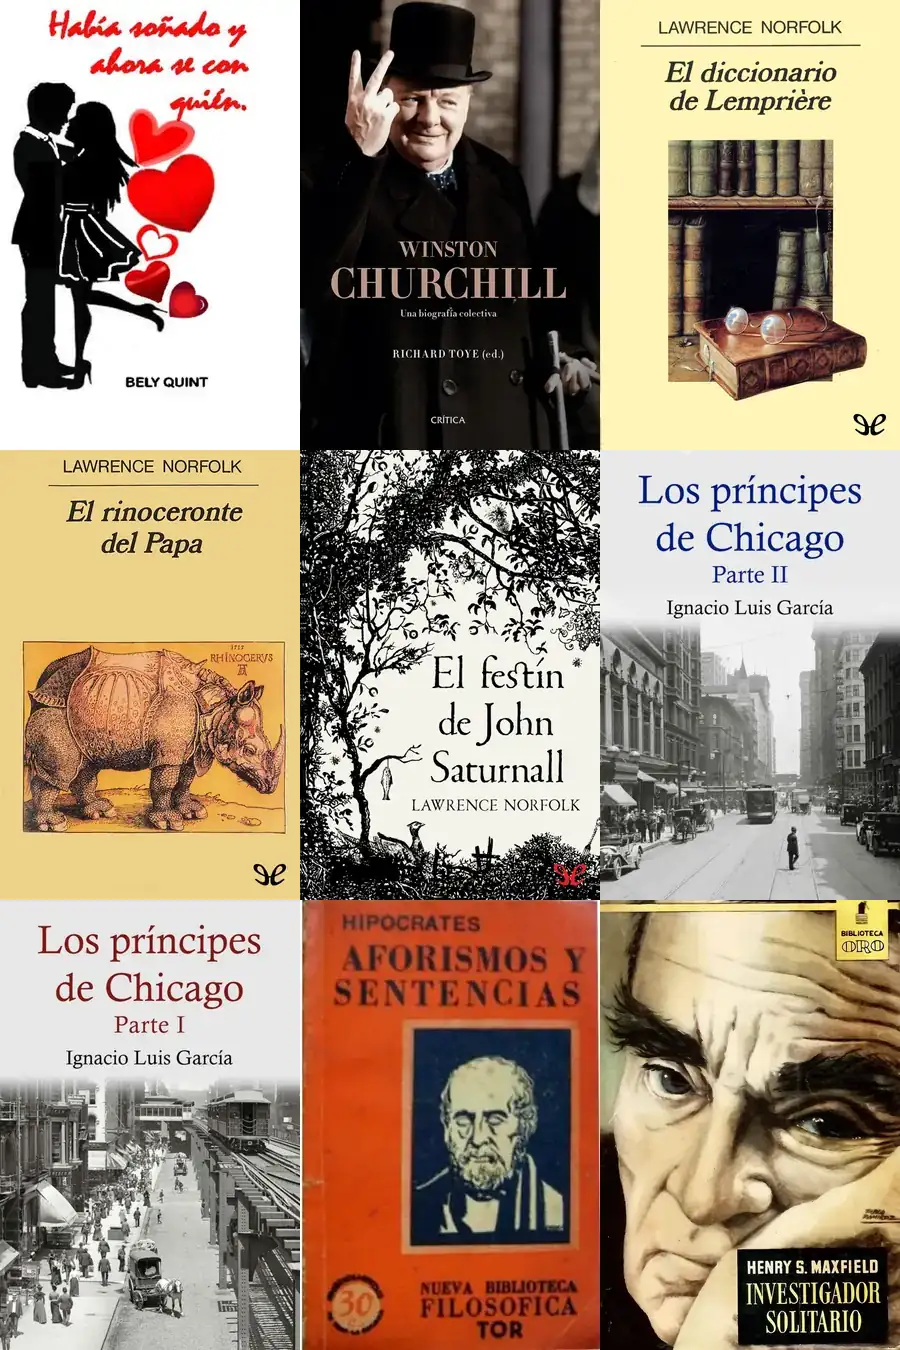 Había soñado y
ahora se con
quién.
BELY QUINT
WINSTON
CHURCHILL
Una biografía colectiva
RICHARD TOYE (ed.)
CRÍTICA
LAWRENCE NORFOLK
El diccionario
de Lemprière
LAWRENCE NORFOLK
El rinoceronte
del Papa
1515
RHINOCERVS
El festín
de John
Saturnall
LAWRENCE NORFOLK
Los príncipes
de Chicago
Parte II
Ignacio Luis García
Los príncipes
de Chicago
Parte I
Ignacio Luis García
HIPOCRATES
AFORISMOS Y
SENTENCIAS
30
NUEVA BIBLIOTECA
FILOSOFICA
TOR
BIBLIOTECA
ORO
HENRY S. MAXFIELD
INVESTIGADOR
SOLITARIO